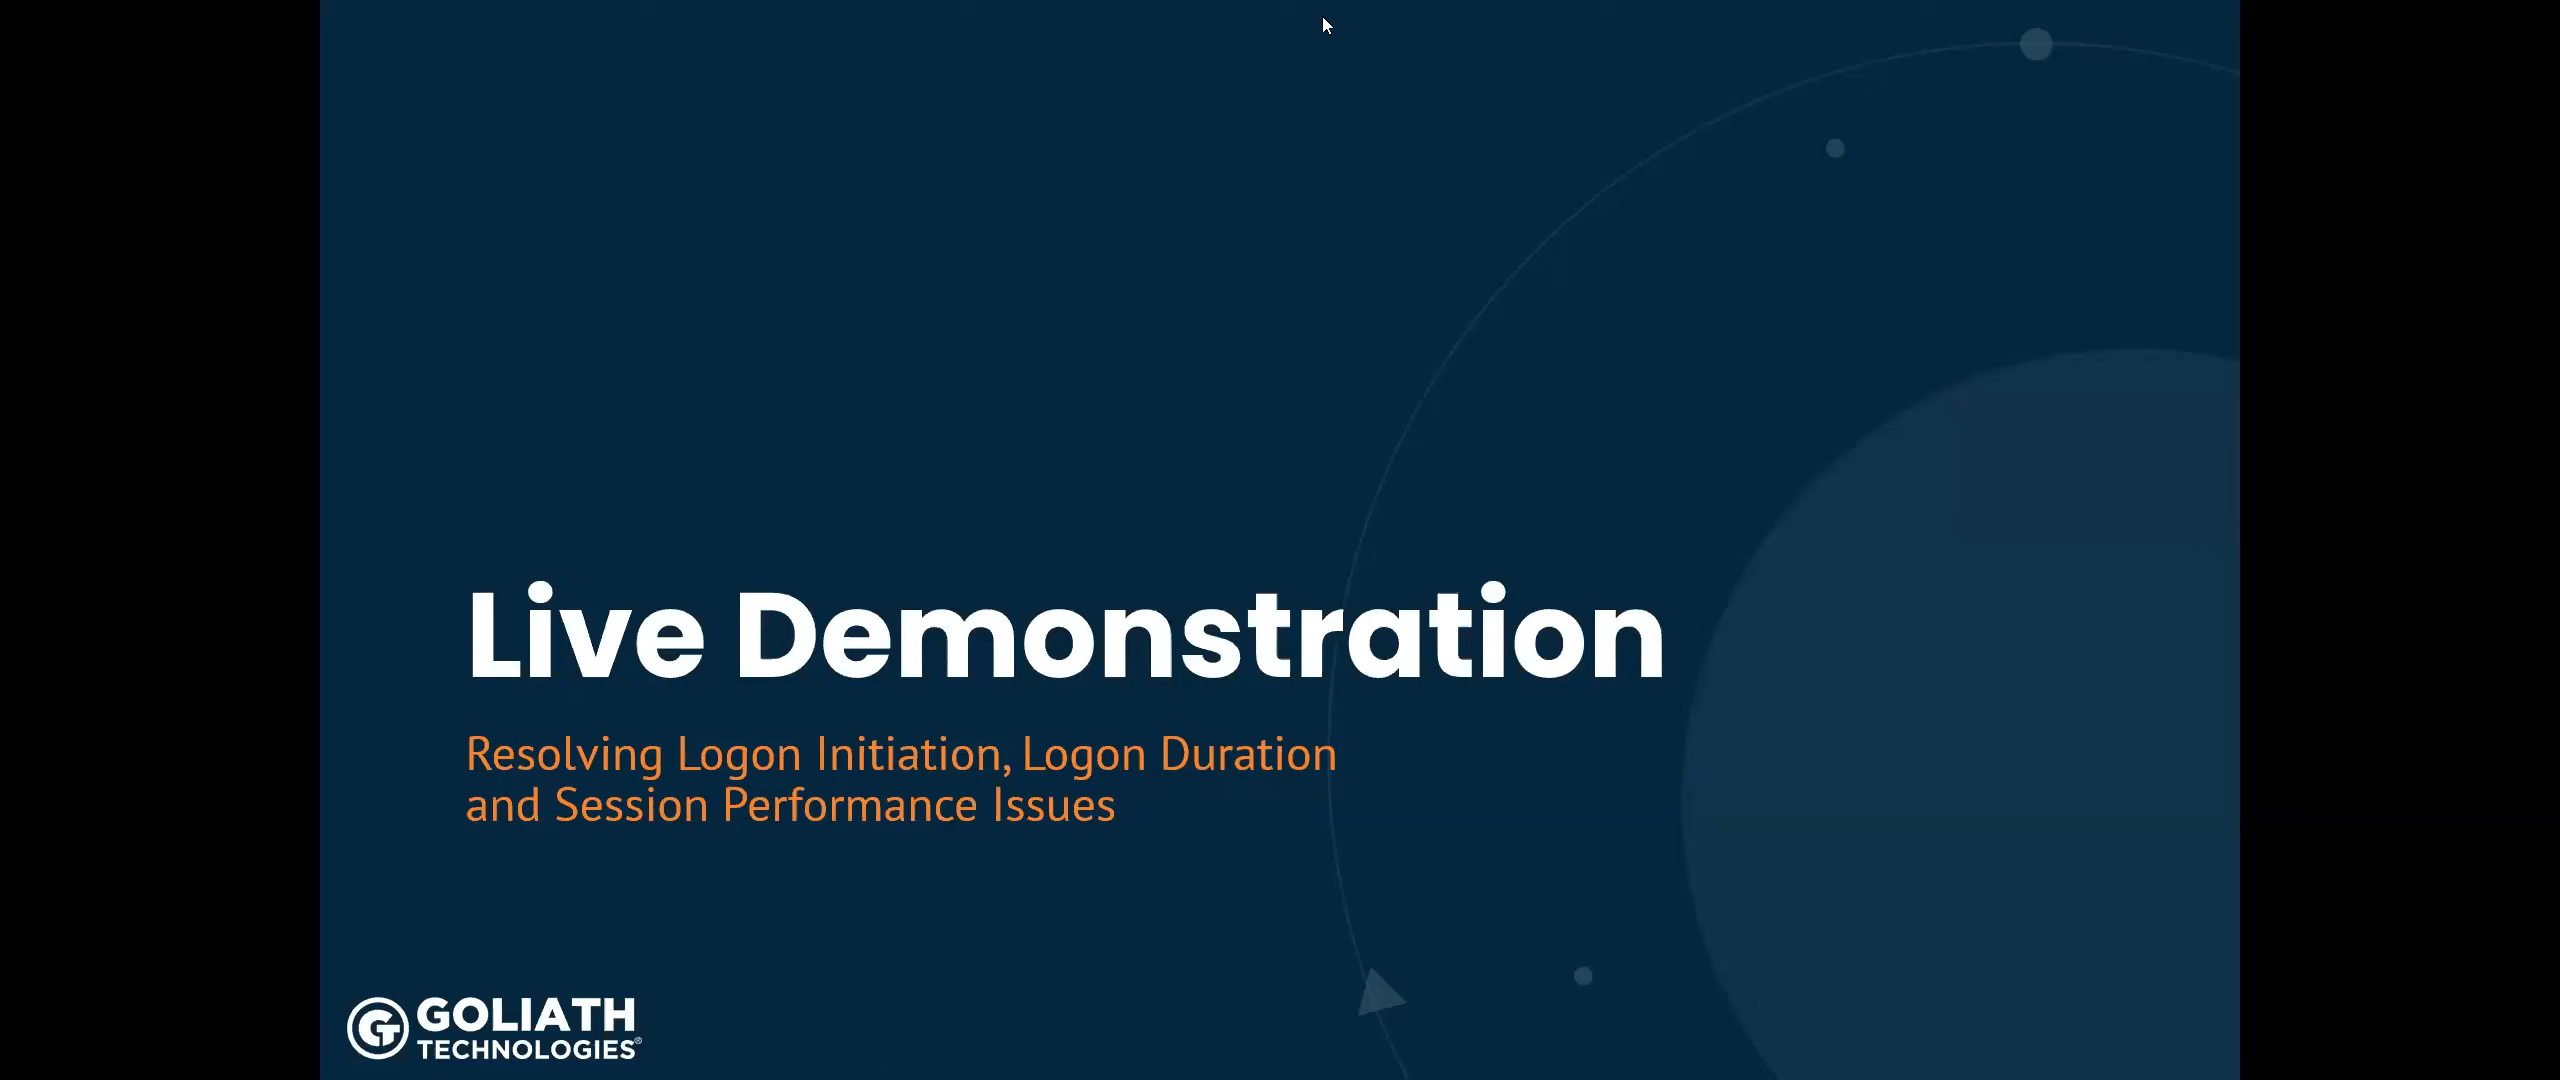 Live Demonstration
Resolving Logon Initiation, Logon Duration
and Session Performance Issues
GOLIATH
TECHNOLOGIES®